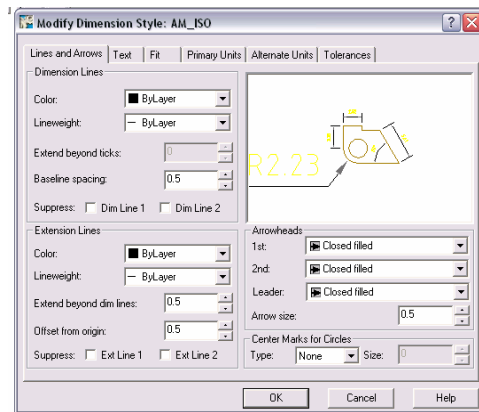 Modify Dimension Style: AM_ISO
Lines and Arrows Text Fit Primary Units Alternate Units Tolerances
Dimension Lines
Color: ByLayer
Lineweight: ByLayer
Extend beyond ticks: 0
Baseline spacing: 0.5
Suppress: Dim Line 1 Dim Line 2
Extension Lines
Color: ByLayer
Lineweight: ByLayer
Extend beyond dim lines: 0.5
Offset from origin: 0.5
Suppress: Ext Line 1 Ext Line 2
R2.23
Arrowheads
1st: Closed filled
2nd: Closed filled
Leader: Closed filled
Arrow size: 0.5
Center Marks for Circles
Type: None Size: 0
OK Cancel Help